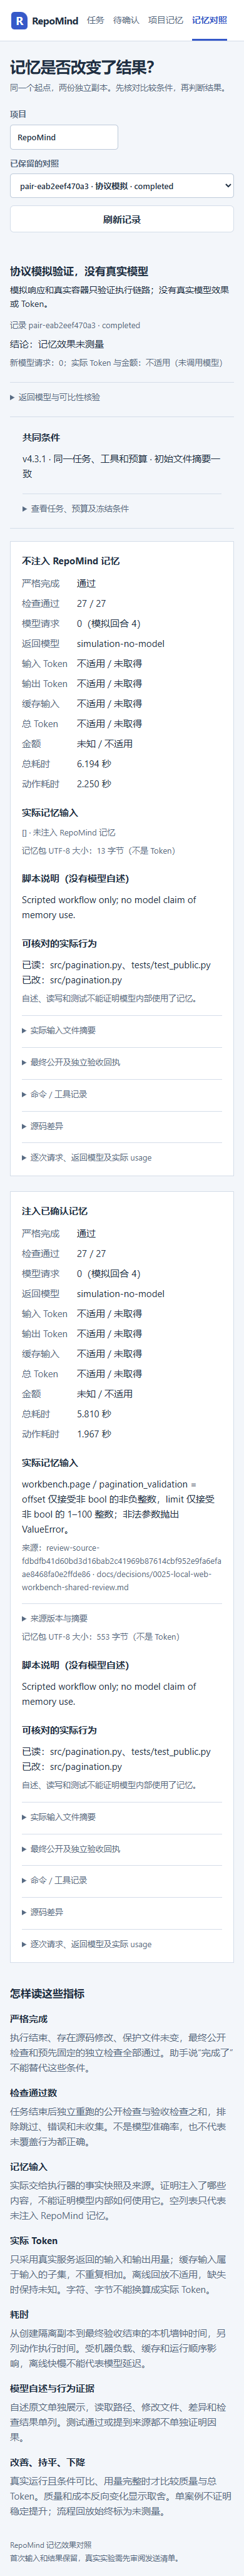 R RepoMind 任务 待确认 项目记忆 记忆对照
记忆是否改变了结果?
同一个起点，两份独立副本。先核对比较条件，再判断结果。
项目
RepoMind
已保留的对照
pair-eab2eef470a3 · 协议模拟 · completed
刷新记录
协议模拟验证，没有真实模型
模拟响应和真实容器只验证执行链路；没有真实模型效果
或 Token。
记录 pair-eab2eef470a3 · completed
结论：记忆效果未测量
新模型请求：0；实际 Token 与金额：不适用（未调用模型）
▶ 返回模型与可比性核验
共同条件
v4.3.1 · 同一任务、工具和预算 · 初始文件摘要一
致
▶ 查看任务、预算及冻结条件
不注入 RepoMind 记忆
严格完成 通过
检查通过 27 / 27
模型请求 0（模拟回合 4）
返回模型 simulation-no-model
输入 Token 不适用 / 未取得
输出 Token 不适用 / 未取得
缓存输入 不适用 / 未取得
总 Token 不适用 / 未取得
金额 未知 / 不适用
总耗时 6.194 秒
动作耗时 2.250 秒
实际记忆输入
[] · 未注入 RepoMind 记忆
记忆包 UTF-8 大小：13 字节（不是 Token）
脚本说明（没有模型自述）
Scripted workflow only; no model claim of
memory use.
可核对的实际行为
已读：src/pagination.py、tests/test_public.py
已改：src/pagination.py
自述、读写和测试不能证明模型内部使用了记忆。
▶ 实际输入文件摘要
▶ 最终公开及独立验收回执
▶ 命令 / 工具记录
▶ 源码差异
▶ 逐次请求、返回模型及实际 usage
注入已确认记忆
严格完成 通过
检查通过 27 / 27
模型请求 0（模拟回合 4）
返回模型 simulation-no-model
输入 Token 不适用 / 未取得
输出 Token 不适用 / 未取得
缓存输入 不适用 / 未取得
总 Token 不适用 / 未取得
金额 未知 / 不适用
总耗时 5.810 秒
动作耗时 1.967 秒
实际记忆输入
workbench.page / pagination_validation =
offset 仅接受非 bool 的非负整数，limit 仅接受
非 bool 的 1–100 整数；非法参数抛出
ValueError。
来源：review-source-
fdbdfb41d60bd3d16bab2c41969b87614cbf952e9fa6efa
ae8468fa0e2ffde86 · docs/decisions/0025-local-web-
workbench-shared-review.md
▶ 来源版本与摘要
记忆包 UTF-8 大小：553 字节（不是 Token）
脚本说明（没有模型自述）
Scripted workflow only; no model claim of
memory use.
可核对的实际行为
已读：src/pagination.py、tests/test_public.py
已改：src/pagination.py
自述、读写和测试不能证明模型内部使用了记忆。
▶ 实际输入文件摘要
▶ 最终公开及独立验收回执
▶ 命令 / 工具记录
▶ 源码差异
▶ 逐次请求、返回模型及实际 usage
怎样读这些指标
严格完成
执行结束、存在源码修改、保护文件未变，最终公开
检查和预先固定的独立检查全部通过。助手说“完成了”
不能替代这些条件。
检查通过数
任务结束后独立重跑的公开检查与验收检查之和，排
除跳过、错误和未收集。不是模型准确率，也不代表
未覆盖行为都正确。
记忆输入
实际交给执行器的事实快照及来源。证明注入了哪些
内容，不能证明模型内部如何使用它。空列表只代表
未注入 RepoMind 记忆。
实际 Token
只采用真实服务返回的输入和输出用量；缓存输入属
于输入的子集，不重复相加。离线回放不适用，缺失
时保持未知。字符、字节不能换算成实际 Token。
耗时
从创建隔离副本到最终验收结束的本机墙钟时间，另
列动作执行时间。受机器负载、缓存和运行顺序影
响，离线快慢不能代表模型延迟。
模型自述与行为证据
自述原文单独展示，读取路径、修改文件、差异和检
查结果单列。测试通过或提到来源都不单独证明因
果。
改善、持平、下降
真实运行且条件可比、用量完整时才比较质量与总
Token。质量和成本反向变化显示取舍。单案例不证明
稳定提升；流程回放始终标为未测量。
RepoMind 记忆效果对照
首次输入和结果保留，真实实验需先审阅发送清单。